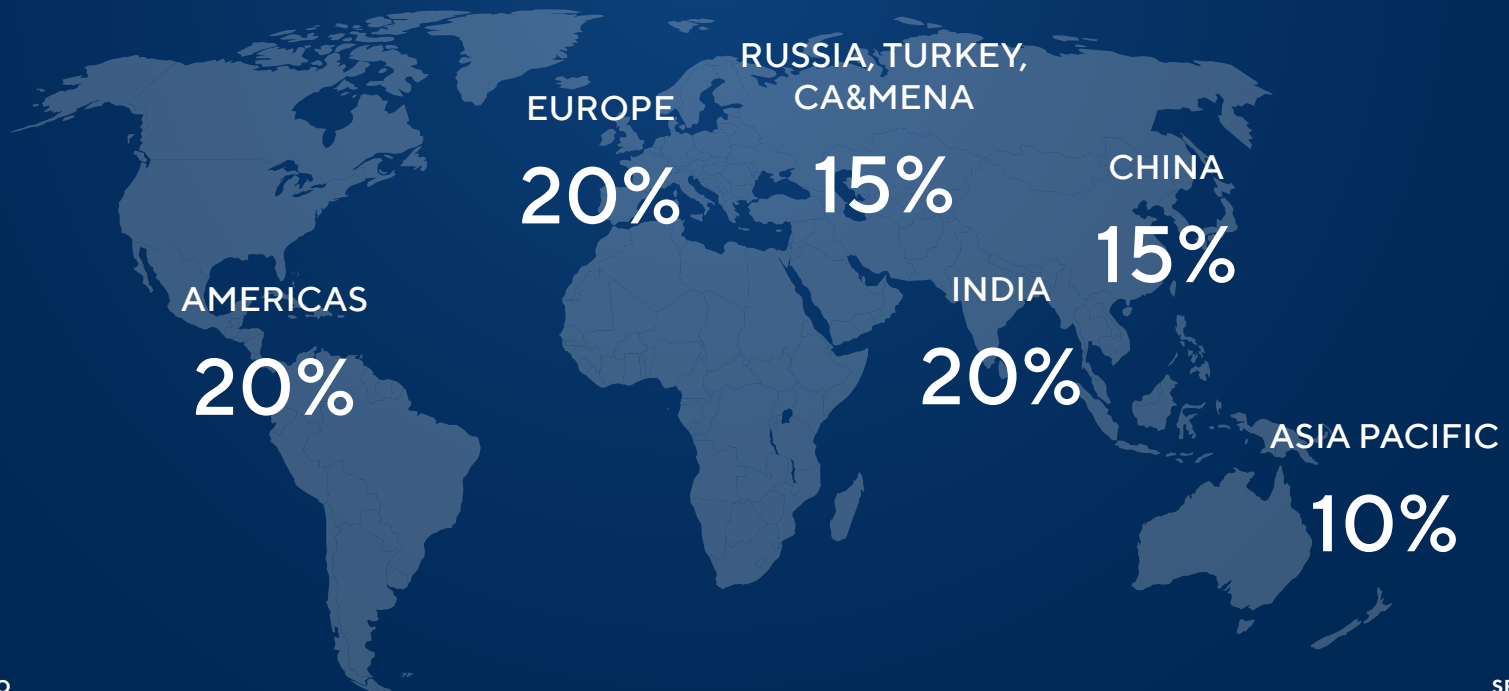 RUSSIA, TURKEY,
CA&MENA
15%
EUROPE
20%
CHINA
15%
AMERICAS
20%
INDIA
20%
ASIA PACIFIC
10%